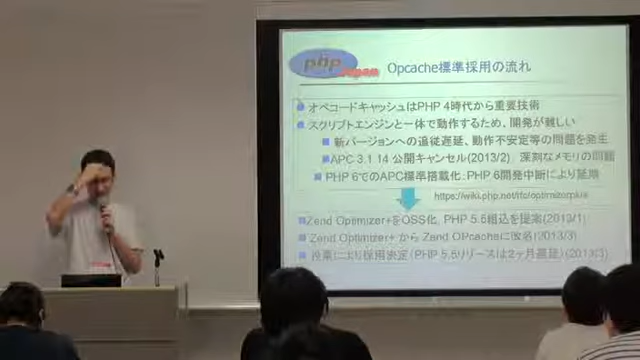 php Japan
Opcache標準採用の流れ
オペコードキャッシュはPHP 4時代から重要技術
スクリプトエンジンと一体で動作するため、開発が難しい
新バージョンへの追従遅延、動作不安定等の問題を発生
APC 3.1.14 公開キャンセル(2013/2) 深刻なメモリの問題
PHP 6でのAPC標準搭載化 PHP 6開発中断により延期
https://wiki.php.net/rfc/optimizerplus
Zend Optimizer+をOSS化、PHP 5.5組込を提案(2013/1)
Zend Optimizer+ から Zend OPcacheに改名(2013/3)
投票により採用決定(PHP 5.5リリースは2ヶ月遅延)(2013/3)